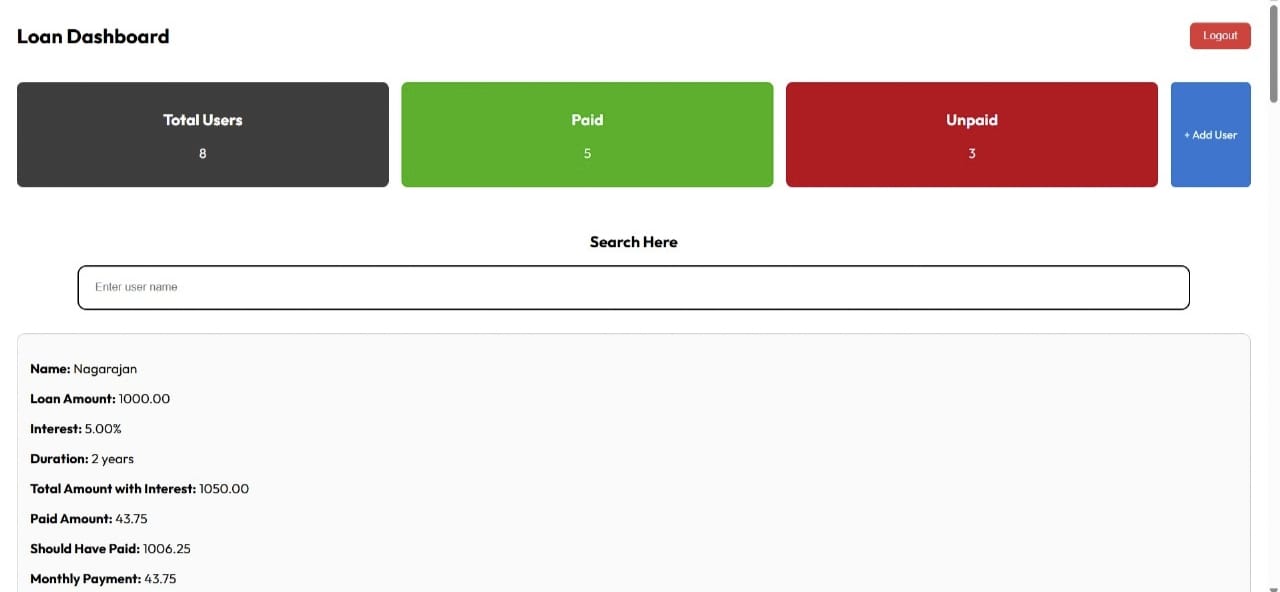 Loan Dashboard
Logout
Total Users
8
Paid
5
Unpaid
3
+ Add User
Search Here
Enter user name
Name: Nagarajan
Loan Amount: 1000.00
Interest: 5.00%
Duration: 2 years
Total Amount with Interest: 1050.00
Paid Amount: 43.75
Should Have Paid: 1006.25
Monthly Payment: 43.75